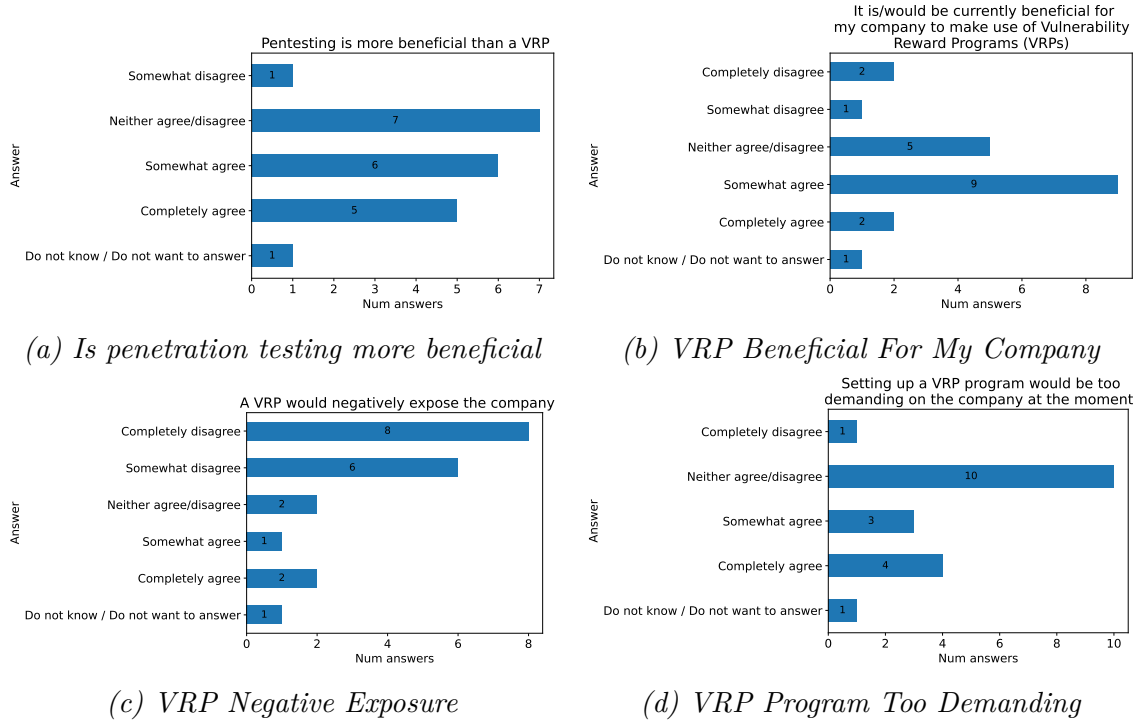 Pentesting is more beneficial than a VRP
Answer
Somewhat disagree
1
Neither agree/disagree
7
Somewhat agree
6
Completely agree
5
Do not know / Do not want to answer
1
0 1 2 3 4 5 6 7
Num answers
(a) Is penetration testing more beneficial
It is/would be currently beneficial for
my company to make use of Vulnerability
Reward Programs (VRPs)
Answer
Completely disagree
2
Somewhat disagree
1
Neither agree/disagree
5
Somewhat agree
9
Completely agree
2
Do not know / Do not want to answer
1
0 2 4 6 8
Num answers
(b) VRP Beneficial For My Company
A VRP would negatively expose the company
Answer
Completely disagree
8
Somewhat disagree
6
Neither agree/disagree
2
Somewhat agree
1
Completely agree
2
Do not know / Do not want to answer
1
0 2 4 6 8
Num answers
(c) VRP Negative Exposure
Setting up a VRP program would be too
demanding on the company at the moment
Answer
Completely disagree
1
Neither agree/disagree
10
Somewhat agree
3
Completely agree
4
Do not know / Do not want to answer
1
0 2 4 6 8 10
Num answers
(d) VRP Program Too Demanding